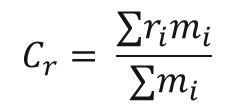 C_r = ∑r_i m_i / ∑m_i